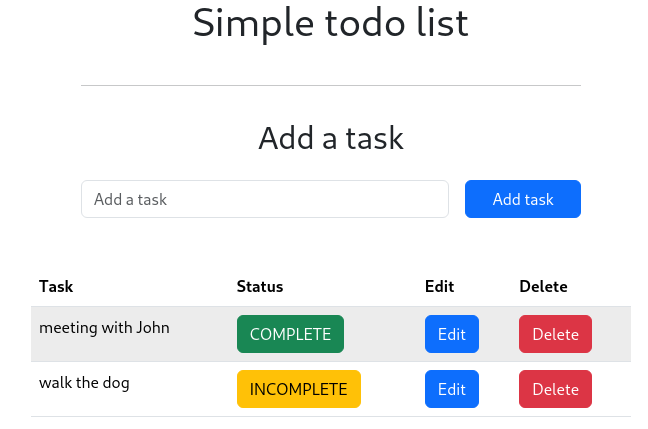 Simple todo list
Add a task
Add a task Add task
Task Status Edit Delete
meeting with John COMPLETE Edit Delete
walk the dog INCOMPLETE Edit Delete